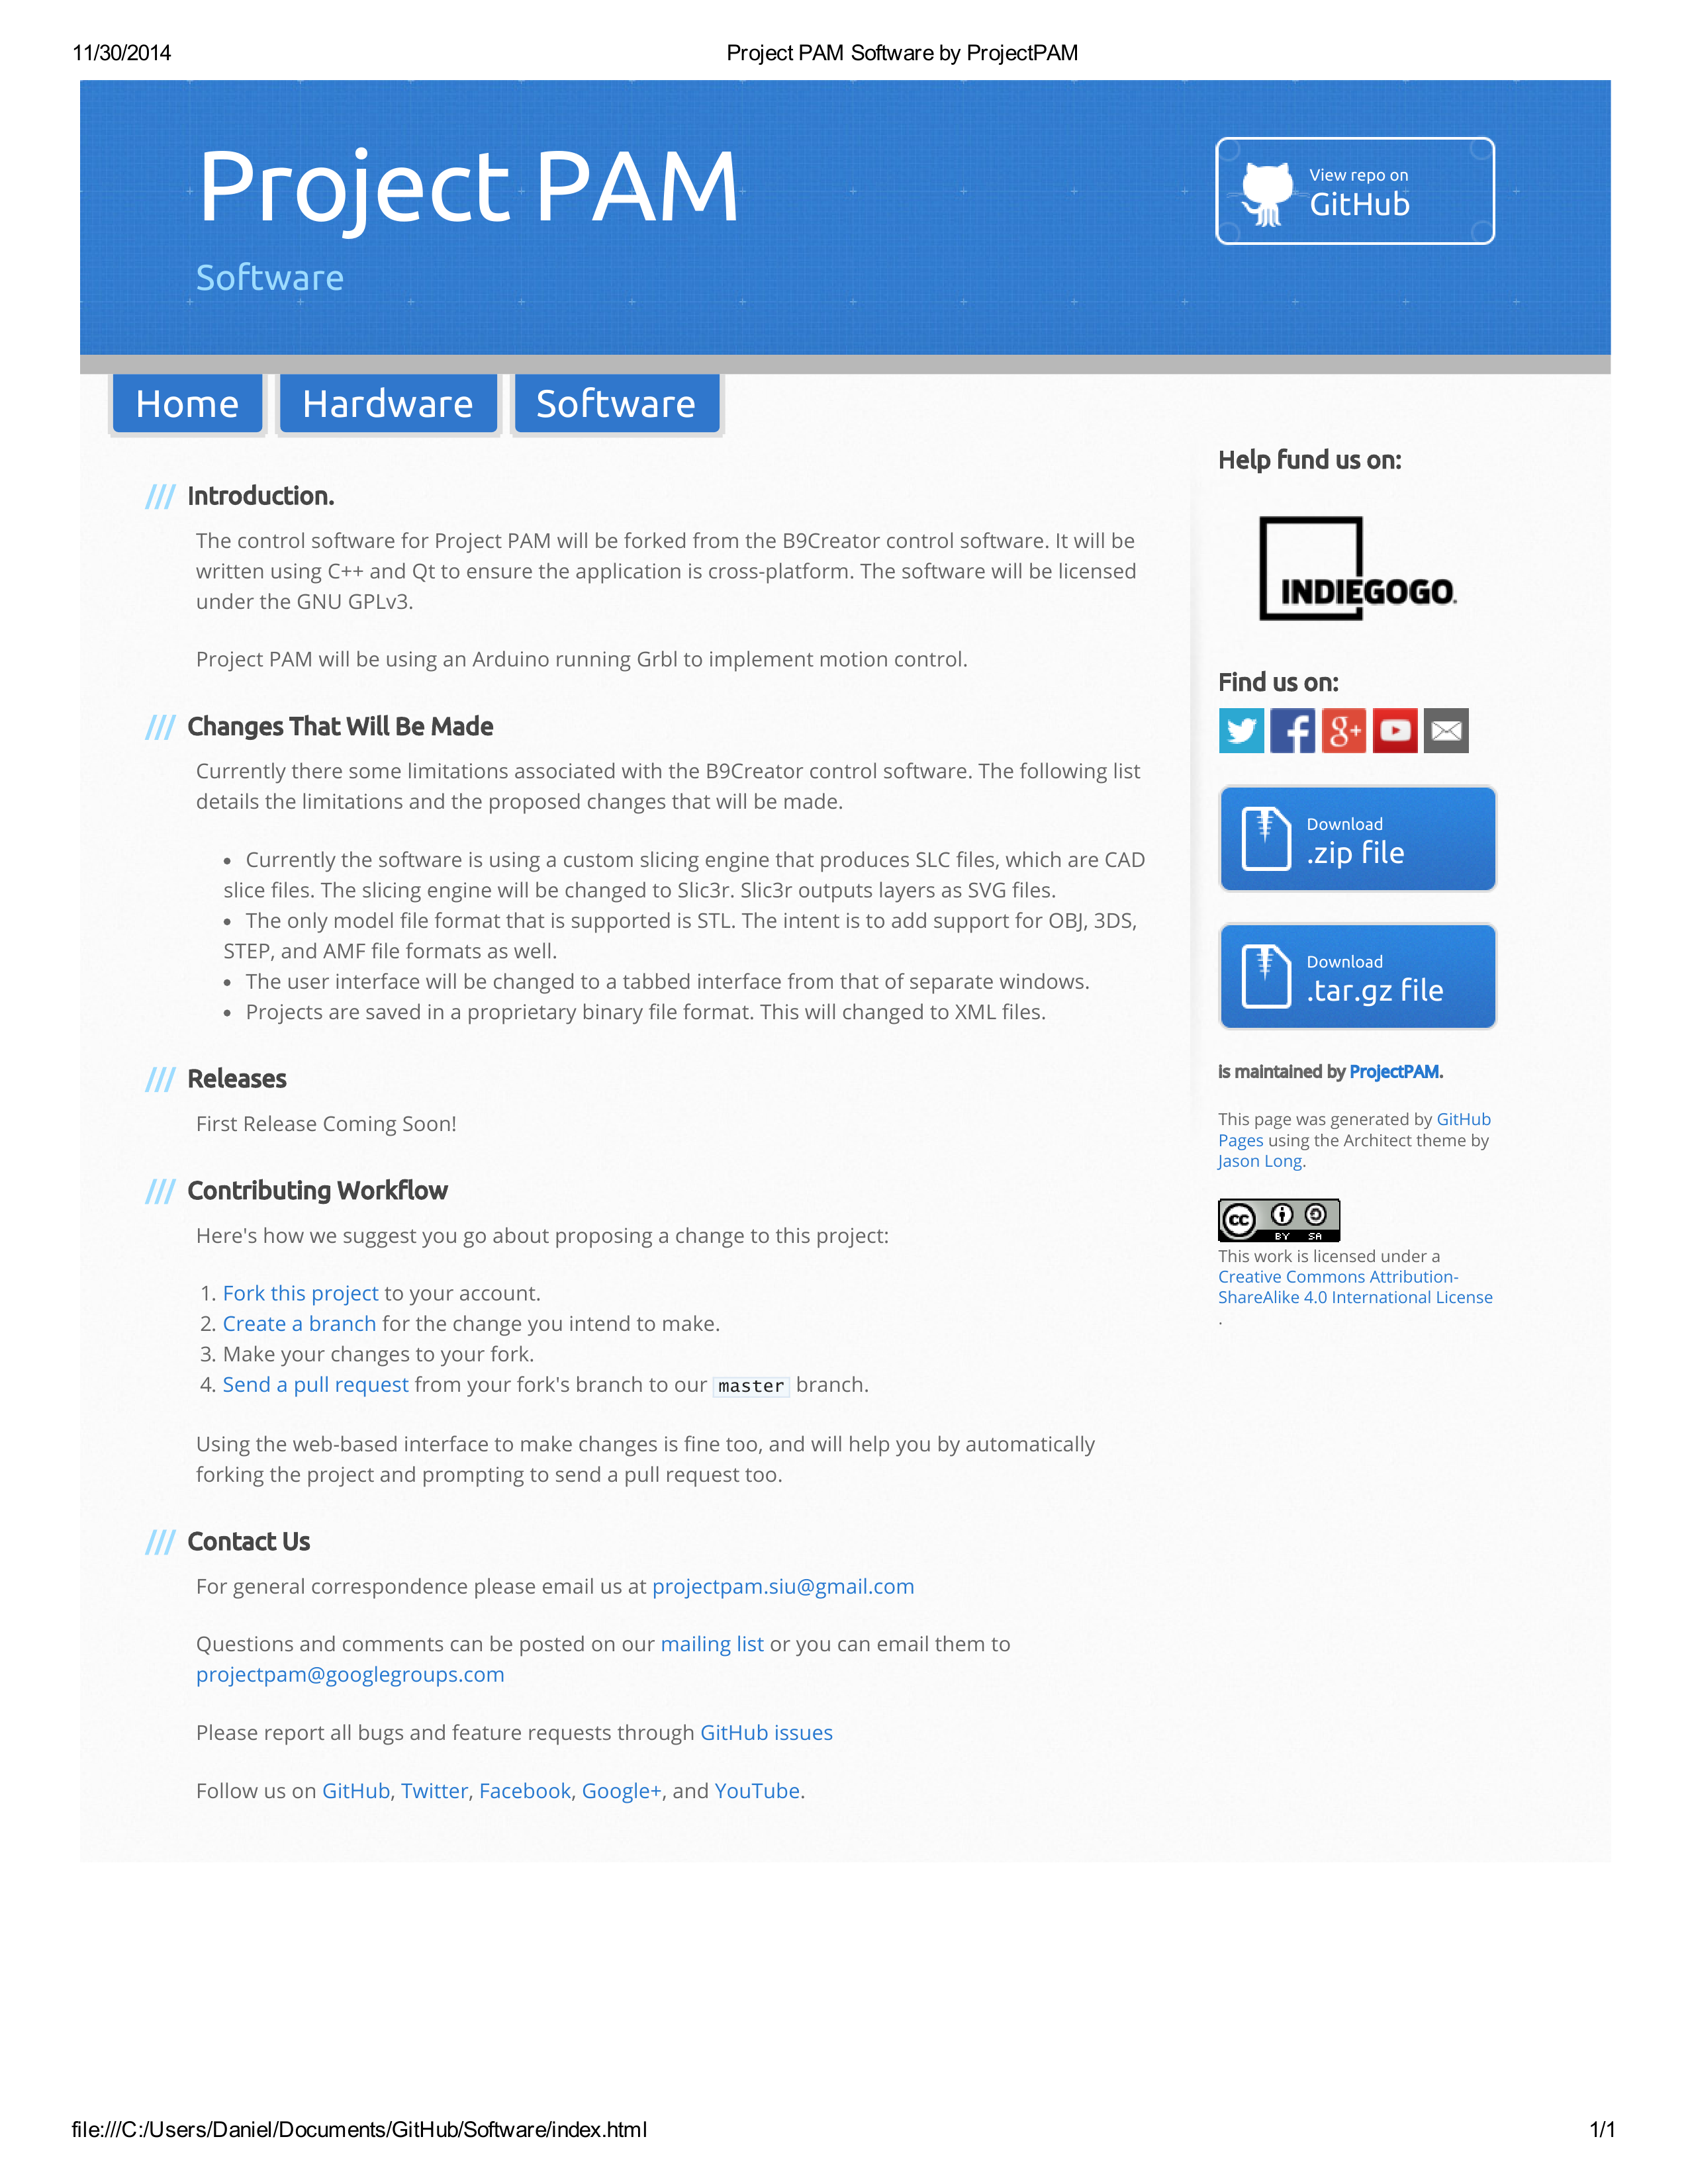 11/30/2014 Project PAM Software by ProjectPAM
Project PAM
Software
View repo on
GitHub
Home Hardware Software
/// Introduction.
The control software for Project PAM will be forked from the B9Creator control software. It will be
written using C++ and Qt to ensure the application is cross-platform. The software will be licensed
under the GNU GPLv3.
Project PAM will be using an Arduino running Grbl to implement motion control.
/// Changes That Will Be Made
Currently there some limitations associated with the B9Creator control software. The following list
details the limitations and the proposed changes that will be made.
• Currently the software is using a custom slicing engine that produces SLC files, which are CAD
slice files. The slicing engine will be changed to Slic3r. Slic3r outputs layers as SVG files.
• The only model file format that is supported is STL. The intent is to add support for OBJ, 3DS,
STEP, and AMF file formats as well.
• The user interface will be changed to a tabbed interface from that of separate windows.
• Projects are saved in a proprietary binary file format. This will changed to XML files.
/// Releases
First Release Coming Soon!
/// Contributing Workflow
Here's how we suggest you go about proposing a change to this project:
1. Fork this project to your account.
2. Create a branch for the change you intend to make.
3. Make your changes to your fork.
4. Send a pull request from your fork's branch to our master branch.
Using the web-based interface to make changes is fine too, and will help you by automatically
forking the project and prompting to send a pull request too.
/// Contact Us
For general correspondence please email us at projectpam.siu@gmail.com
Questions and comments can be posted on our mailing list or you can email them to
projectpam@googlegroups.com
Please report all bugs and feature requests through GitHub issues
Follow us on GitHub, Twitter, Facebook, Google+, and YouTube.
Help fund us on:
INDIEGOGO.
Find us on:
g+
Download
.zip file
Download
.tar.gz file
is maintained by ProjectPAM.
This page was generated by GitHub
Pages using the Architect theme by
Jason Long.
cc BY SA
This work is licensed under a
Creative Commons Attribution-
ShareAlike 4.0 International License
.
file:///C:/Users/Daniel/Documents/GitHub/Software/index.html 1/1